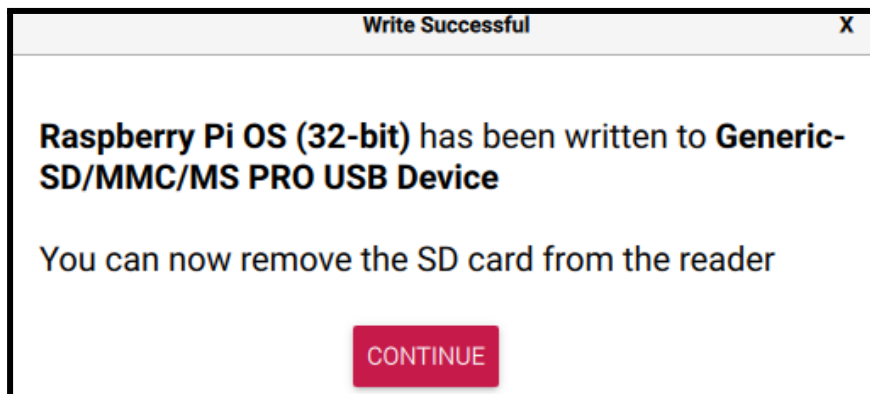 Write Successful X
Raspberry Pi OS (32-bit) has been written to Generic-
SD/MMC/MS PRO USB Device
You can now remove the SD card from the reader
CONTINUE